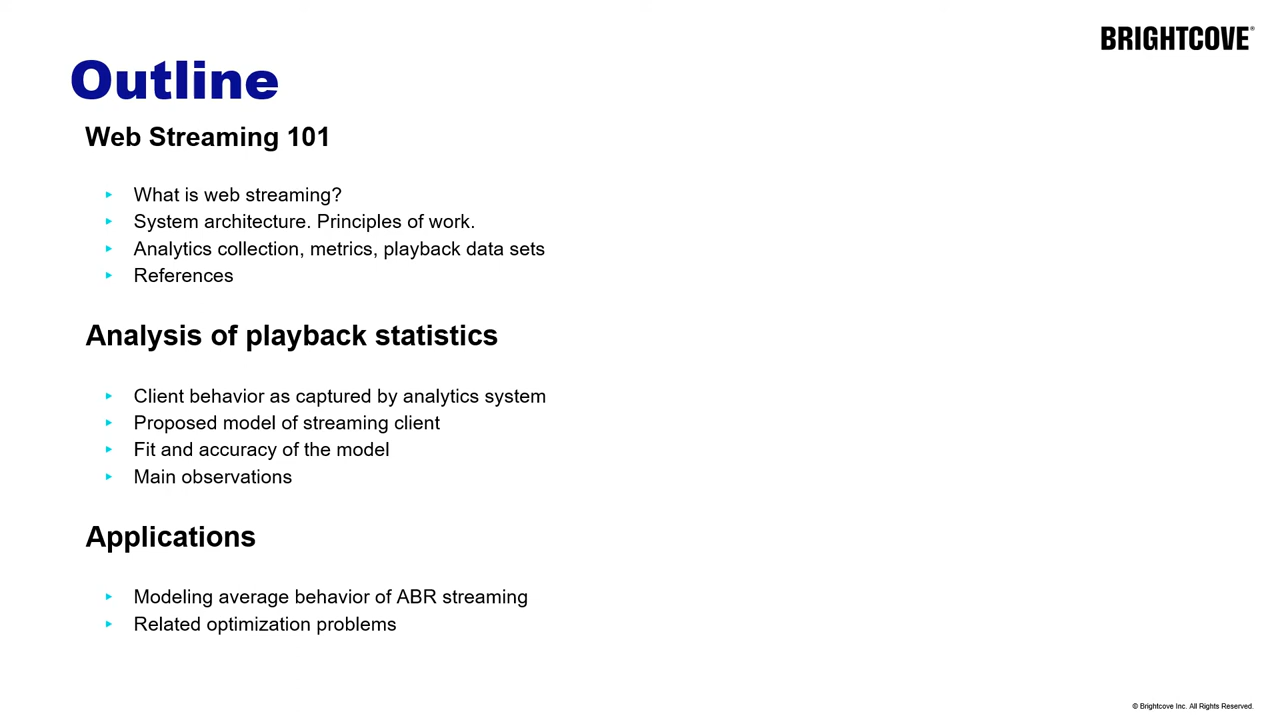 BRIGHTCOVE®
Outline
Web Streaming 101
▸ What is web streaming?
▸ System architecture. Principles of work.
▸ Analytics collection, metrics, playback data sets
▸ References
Analysis of playback statistics
▸ Client behavior as captured by analytics system
▸ Proposed model of streaming client
▸ Fit and accuracy of the model
▸ Main observations
Applications
▸ Modeling average behavior of ABR streaming
▸ Related optimization problems
© Brightcove Inc. All Rights Reserved.